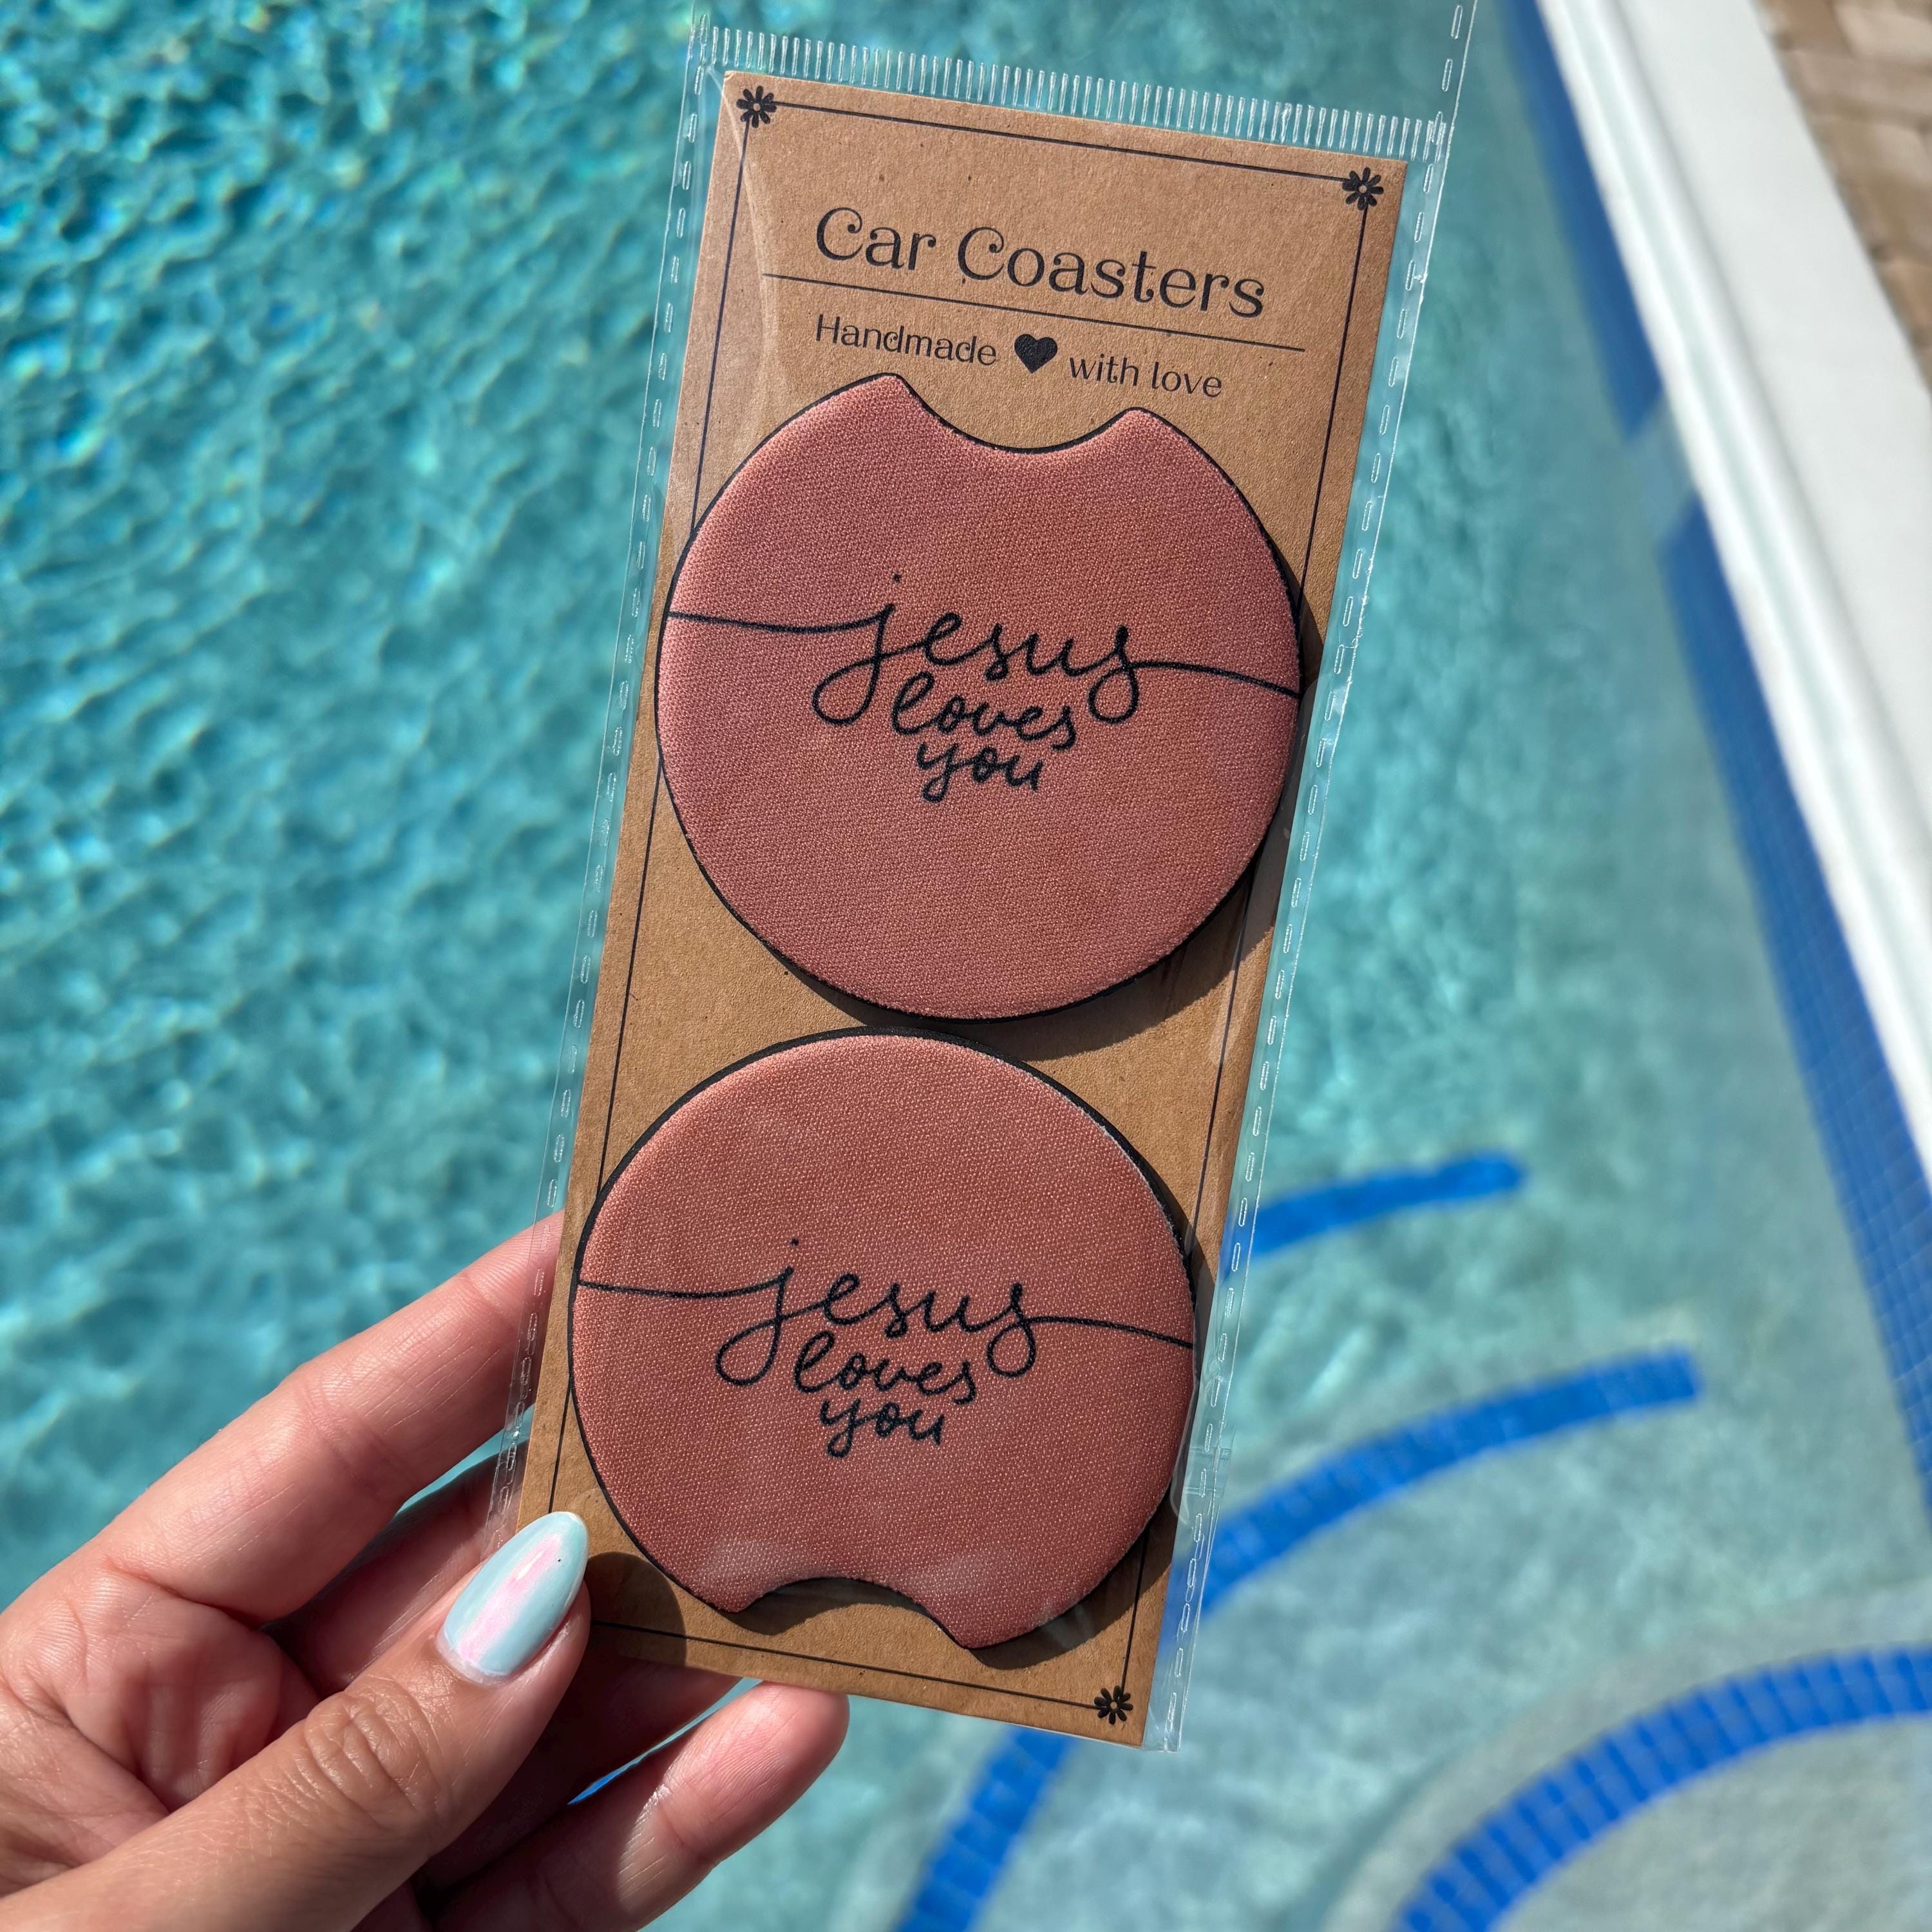 Car Coasters
Handmade with love
jesus
loves
you
jesus
loves
you